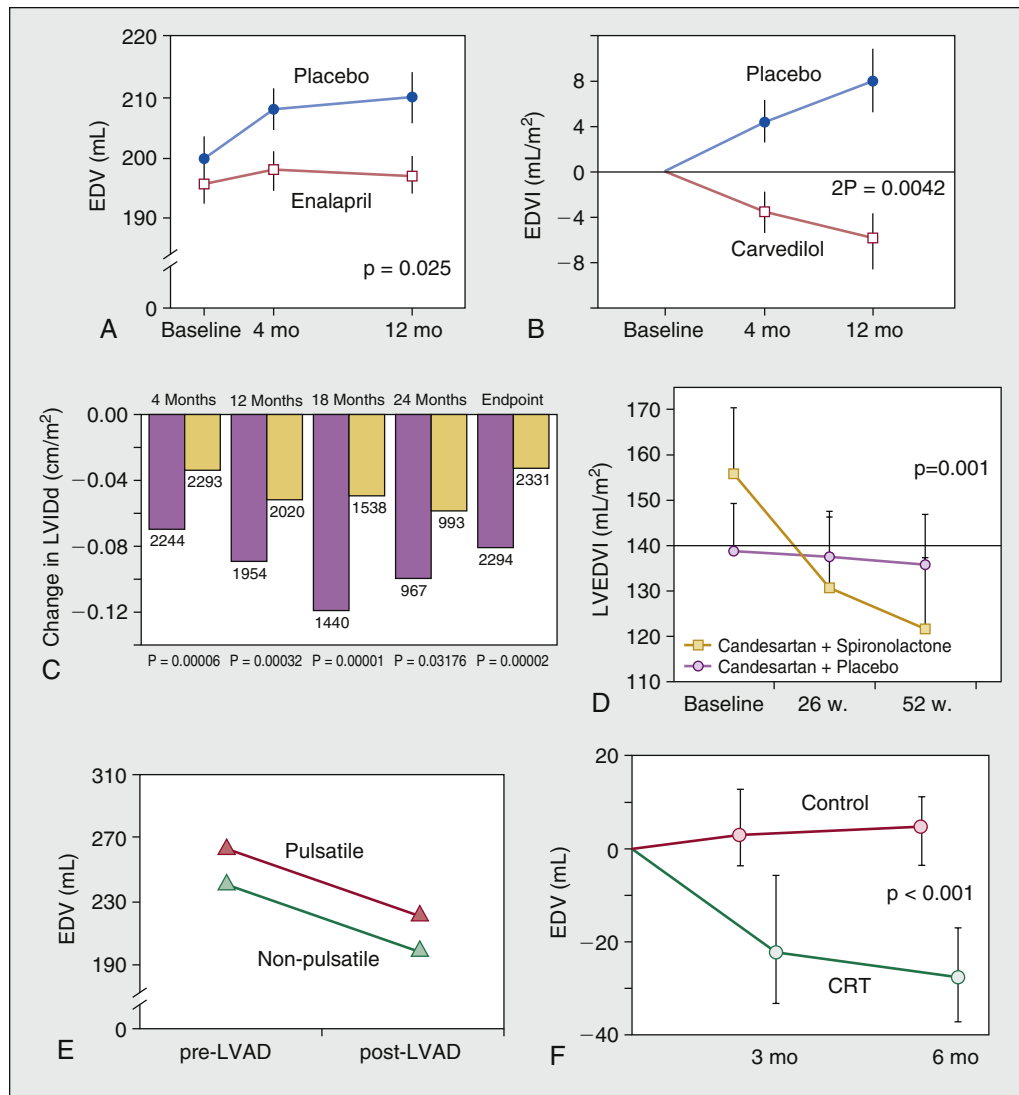 220
210
200
190
0
EDV (mL)
Placebo
Enalapril
p = 0.025
A
Baseline
4 mo
12 mo
8
4
0
−4
−8
EDVI (mL/m²)
Placebo
2P = 0.0042
Carvedilol
B
Baseline
4 mo
12 mo
4 Months
12 Months
18 Months
24 Months
Endpoint
0.00
−0.04
−0.08
−0.12
Change in LVIDd (cm/m²)
2244
2293
1954
2020
1440
1538
967
993
2294
2331
C
P = 0.00006
P = 0.00032
P = 0.00001
P = 0.03176
P = 0.00002
170
160
150
140
130
120
110
LVEDVI (mL/m²)
p=0.001
Candesartan + Spironolactone
Candesartan + Placebo
D
Baseline
26 w.
52 w.
310
270
230
190
0
EDV (mL)
Pulsatile
Non-pulsatile
E
pre-LVAD
post-LVAD
20
0
−20
−40
EDV (mL)
Control
p < 0.001
CRT
F
3 mo
6 mo